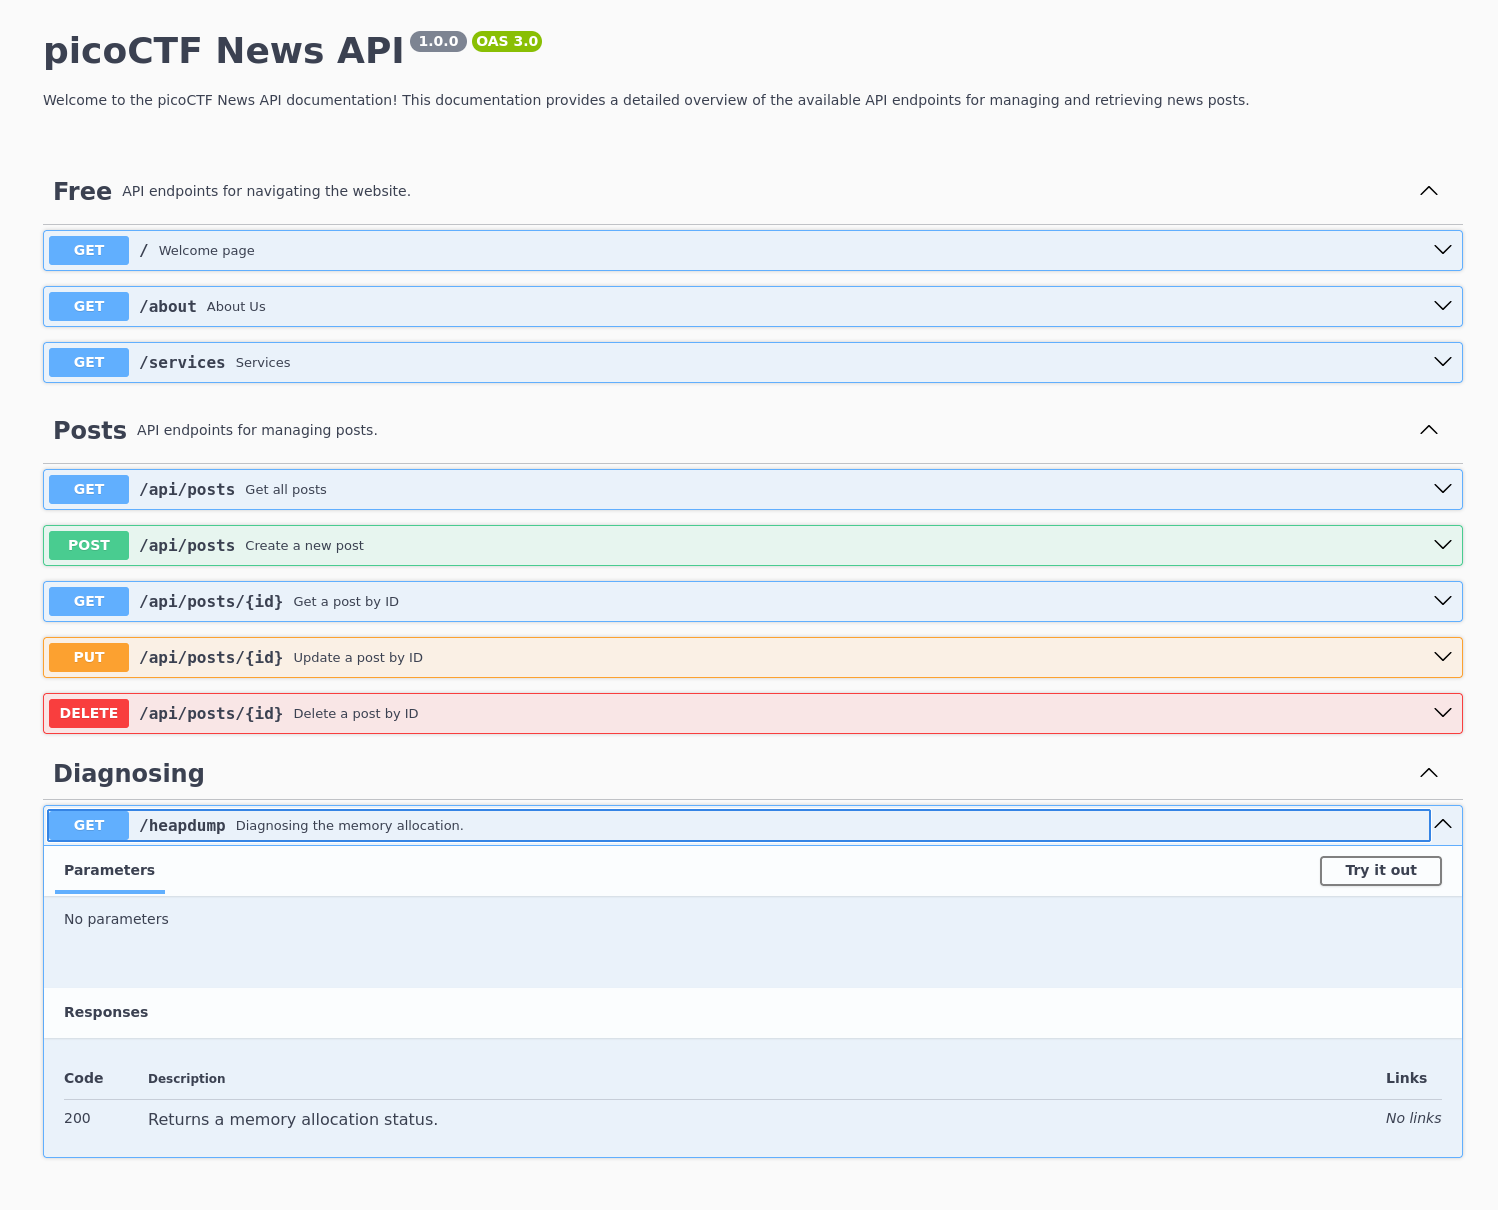 picoCTF News API 1.0.0 OAS 3.0
Welcome to the picoCTF News API documentation! This documentation provides a detailed overview of the available API endpoints for managing and retrieving news posts.
Free API endpoints for navigating the website.
GET / Welcome page
GET /about About Us
GET /services Services
Posts API endpoints for managing posts.
GET /api/posts Get all posts
POST /api/posts Create a new post
GET /api/posts/{id} Get a post by ID
PUT /api/posts/{id} Update a post by ID
DELETE /api/posts/{id} Delete a post by ID
Diagnosing
GET /heapdump Diagnosing the memory allocation.
Parameters Try it out
No parameters
Responses
Code Description Links
200 Returns a memory allocation status. No links